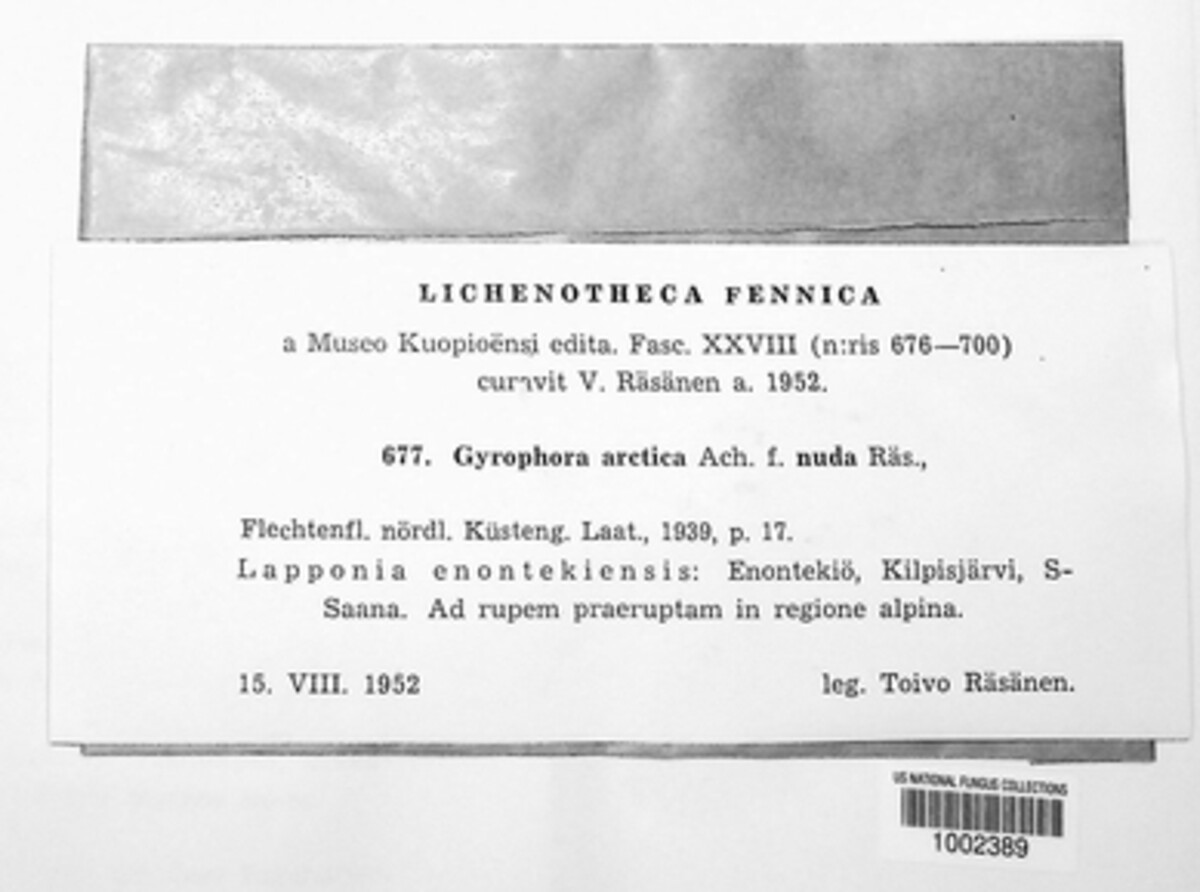 LICHENOTHECA FENNICA
a Museo Kuopioënsi edita. Fasc. XXVIII (n:ris 676—700)
curavit V. Räsänen a. 1952.
677. Gyrophora arctica Ach. f. nuda Räs.,
Flechtenfl. nördl. Küsteng. Laat., 1939, p. 17.
Lapponia enontekiensis: Enontekiö, Kilpisjärvi, S-
Saana. Ad rupem praeruptam in regione alpina.
15. VIII. 1952 leg. Toivo Räsänen.
US NATIONAL FUNGUS COLLECTIONS
1002389